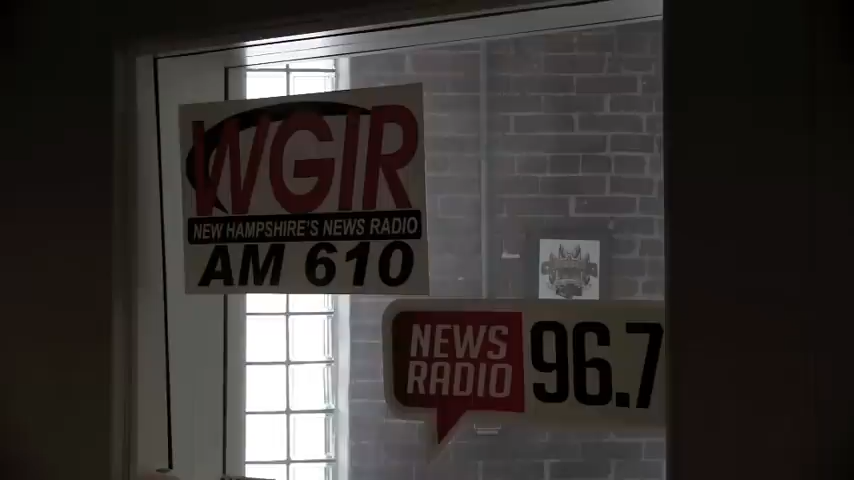 WGIR
NEW HAMPSHIRE'S NEWS RADIO
AM 610
NEWS
RADIO
96.7